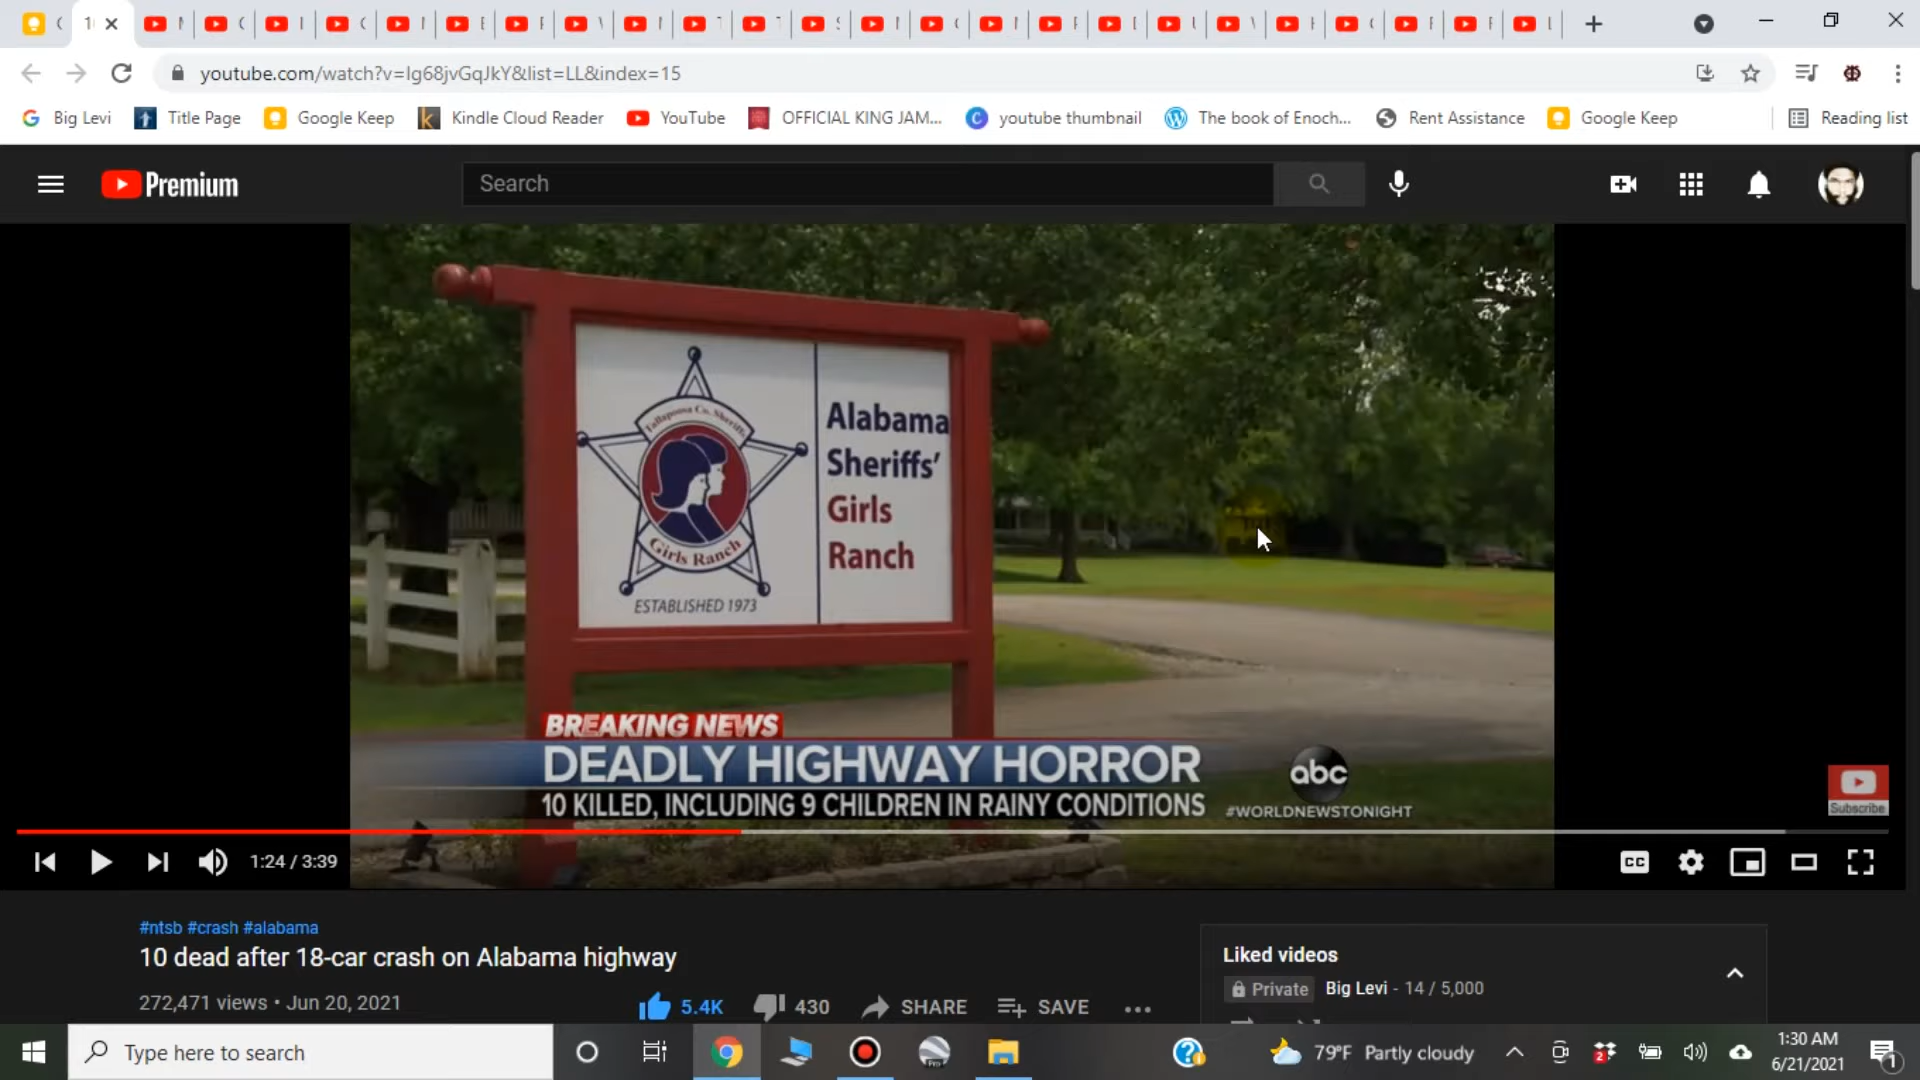 youtube.com/watch?v=Ig68jvGqJkY&list=LL&index=15
Big Levi
Title Page
Google Keep
Kindle Cloud Reader
YouTube
OFFICIAL KING JAM...
youtube thumbnail
The book of Enoch...
Rent Assistance
Google Keep
Reading list
Premium
Search
Tallapoosa Co. Sheriffs'
Girls Ranch
ESTABLISHED 1973
Alabama
Sheriffs'
Girls
Ranch
BREAKING NEWS
DEADLY HIGHWAY HORROR
10 KILLED, INCLUDING 9 CHILDREN IN RAINY CONDITIONS
abc
#WORLDNEWSTONIGHT
Subscribe
1:24 / 3:39
CC
#ntsb #crash #alabama
10 dead after 18-car crash on Alabama highway
272,471 views • Jun 20, 2021
5.4K
430
SHARE
SAVE
Liked videos
Private
Big Levi - 14 / 5,000
Type here to search
79°F Partly cloudy
1:30 AM
6/21/2021